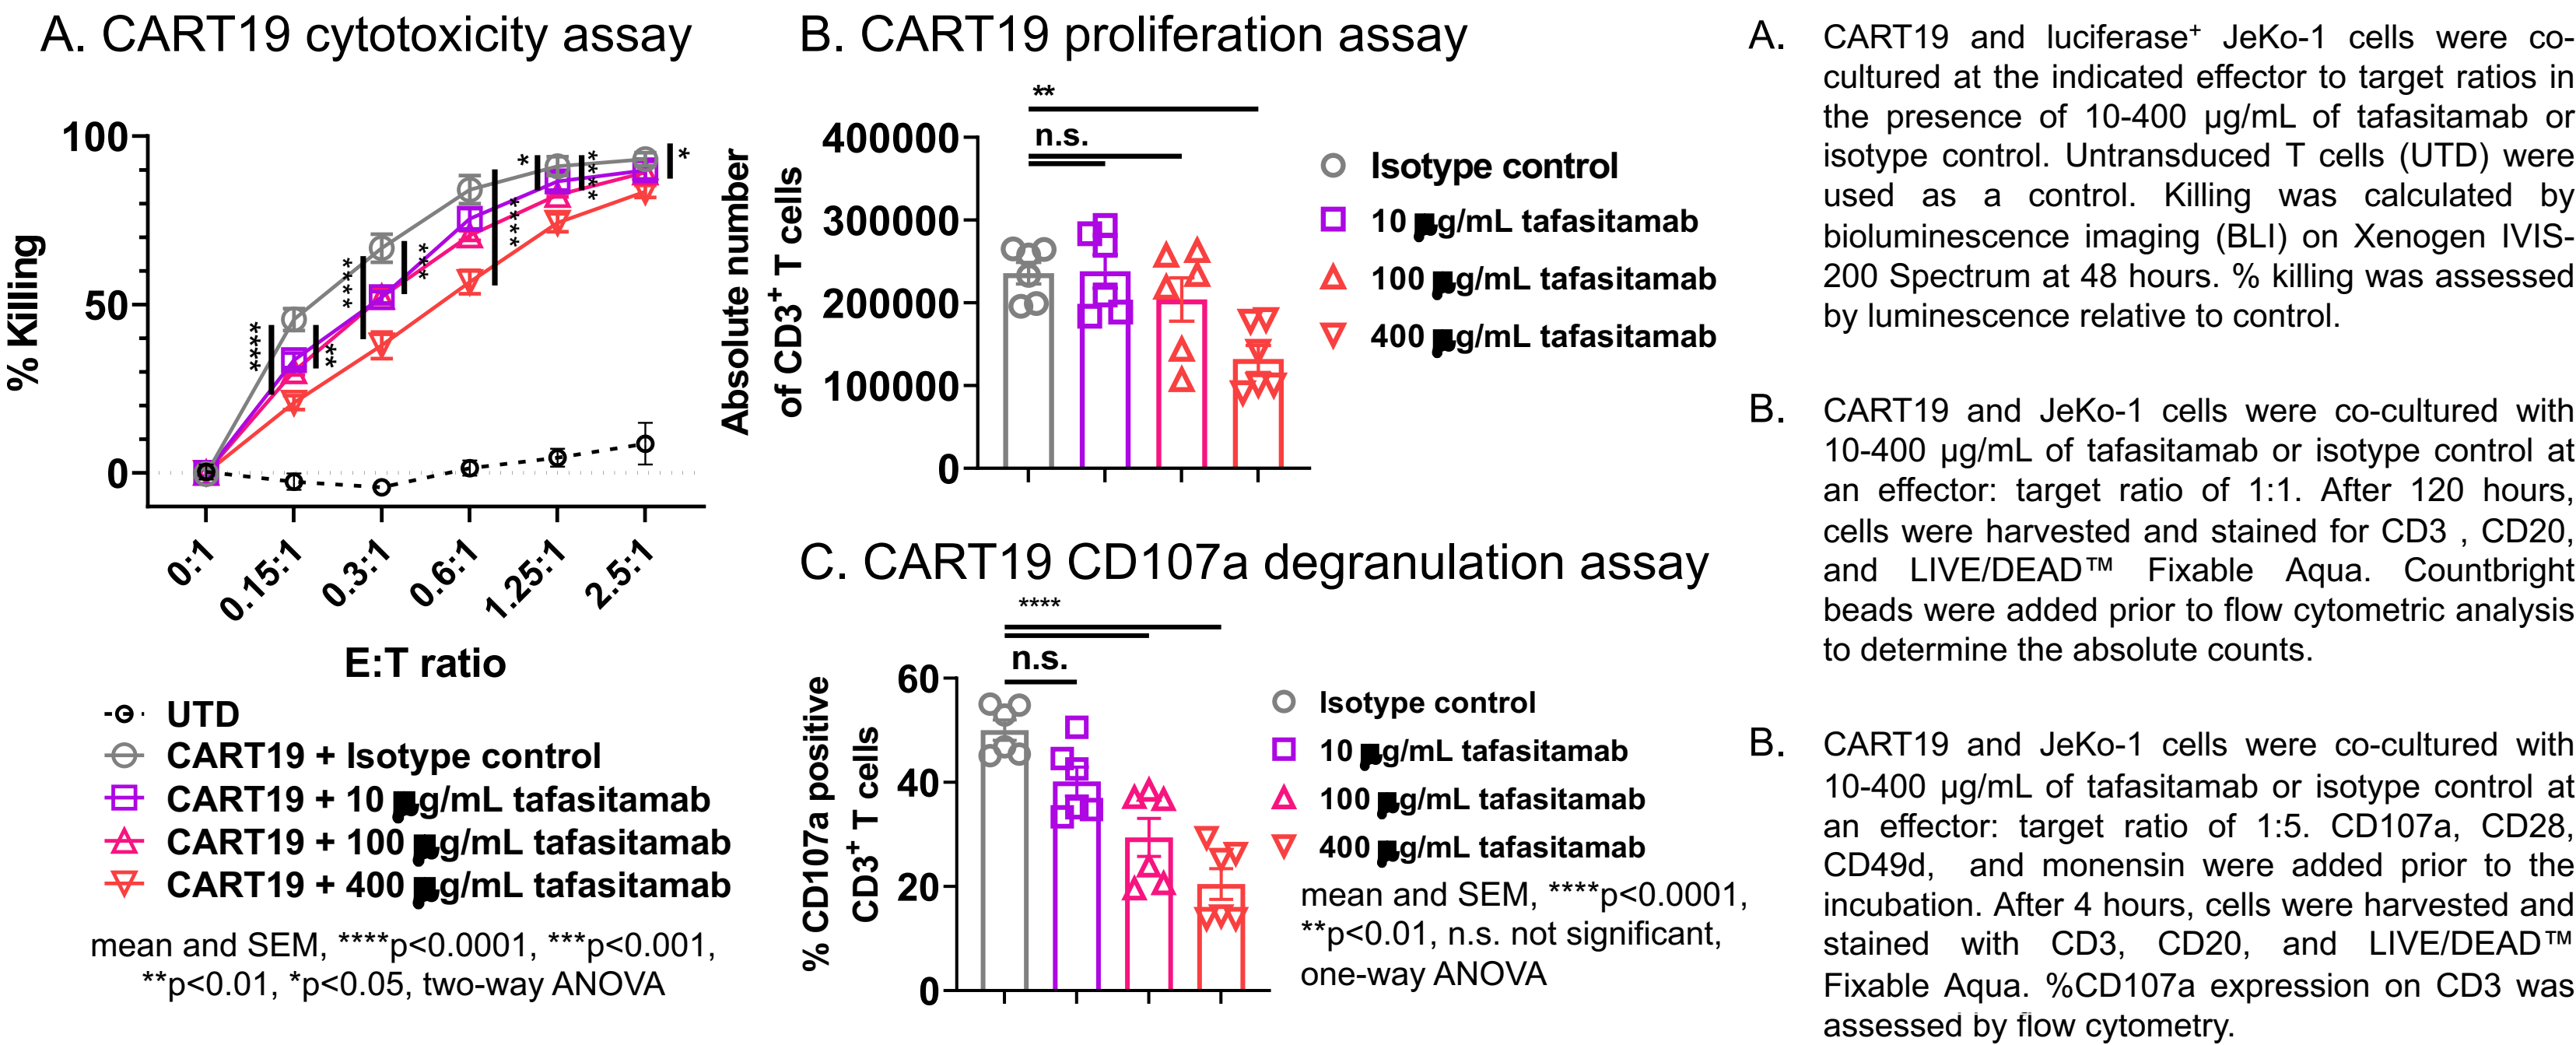 A. CART19 cytotoxicity assay
100
50
0
% Killing
****
**
****
***
****
*
****
*
0:1
0.15:1
0.3:1
0.6:1
1.25:1
2.5:1
E:T ratio
UTD
CART19 + Isotype control
CART19 + 10 g/mL tafasitamab
CART19 + 100 g/mL tafasitamab
CART19 + 400 g/mL tafasitamab
mean and SEM, ****p<0.0001, ***p<0.001,
**p<0.01, *p<0.05, two-way ANOVA
B. CART19 proliferation assay
**
n.s.
400000
300000
200000
100000
0
Absolute number
of CD3+ T cells
Isotype control
10 g/mL tafasitamab
100 g/mL tafasitamab
400 g/mL tafasitamab
C. CART19 CD107a degranulation assay
****
n.s.
60
40
20
0
% CD107a positive
CD3+ T cells
Isotype control
10 g/mL tafasitamab
100 g/mL tafasitamab
400 g/mL tafasitamab
mean and SEM, ****p<0.0001,
**p<0.01, n.s. not significant,
one-way ANOVA
A. CART19 and luciferase+ JeKo-1 cells were co-
cultured at the indicated effector to target ratios in
the presence of 10-400 µg/mL of tafasitamab or
isotype control. Untransduced T cells (UTD) were
used as a control. Killing was calculated by
bioluminescence imaging (BLI) on Xenogen IVIS-
200 Spectrum at 48 hours. % killing was assessed
by luminescence relative to control.
B. CART19 and JeKo-1 cells were co-cultured with
10-400 µg/mL of tafasitamab or isotype control at
an effector: target ratio of 1:1. After 120 hours,
cells were harvested and stained for CD3 , CD20,
and LIVE/DEAD™ Fixable Aqua. Countbright
beads were added prior to flow cytometric analysis
to determine the absolute counts.
B. CART19 and JeKo-1 cells were co-cultured with
10-400 µg/mL of tafasitamab or isotype control at
an effector: target ratio of 1:5. CD107a, CD28,
CD49d, and monensin were added prior to the
incubation. After 4 hours, cells were harvested and
stained with CD3, CD20, and LIVE/DEAD™
Fixable Aqua. %CD107a expression on CD3 was
assessed by flow cytometry.